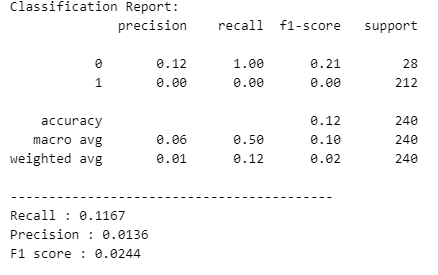 Classification Report:
precision recall f1-score support
0 0.12 1.00 0.21 28
1 0.00 0.00 0.00 212
accuracy 0.12 240
macro avg 0.06 0.50 0.10 240
weighted avg 0.01 0.12 0.02 240
-----------------------------------------
Recall : 0.1167
Precision : 0.0136
F1 score : 0.0244